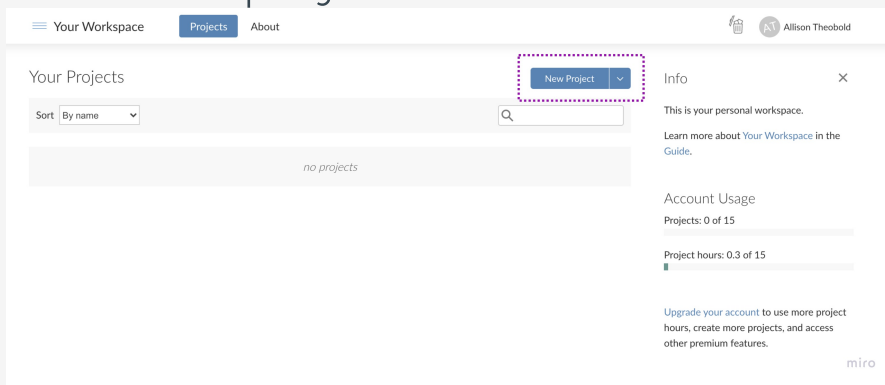 Your Workspace
Projects
About
AT
Allison Theobold
Your Projects
New Project
Sort
By name
no projects
Info
This is your personal workspace.
Learn more about Your Workspace in the
Guide.
Account Usage
Projects: 0 of 15
Project hours: 0.3 of 15
Upgrade your account to use more project
hours, create more projects, and access
other premium features.
miro